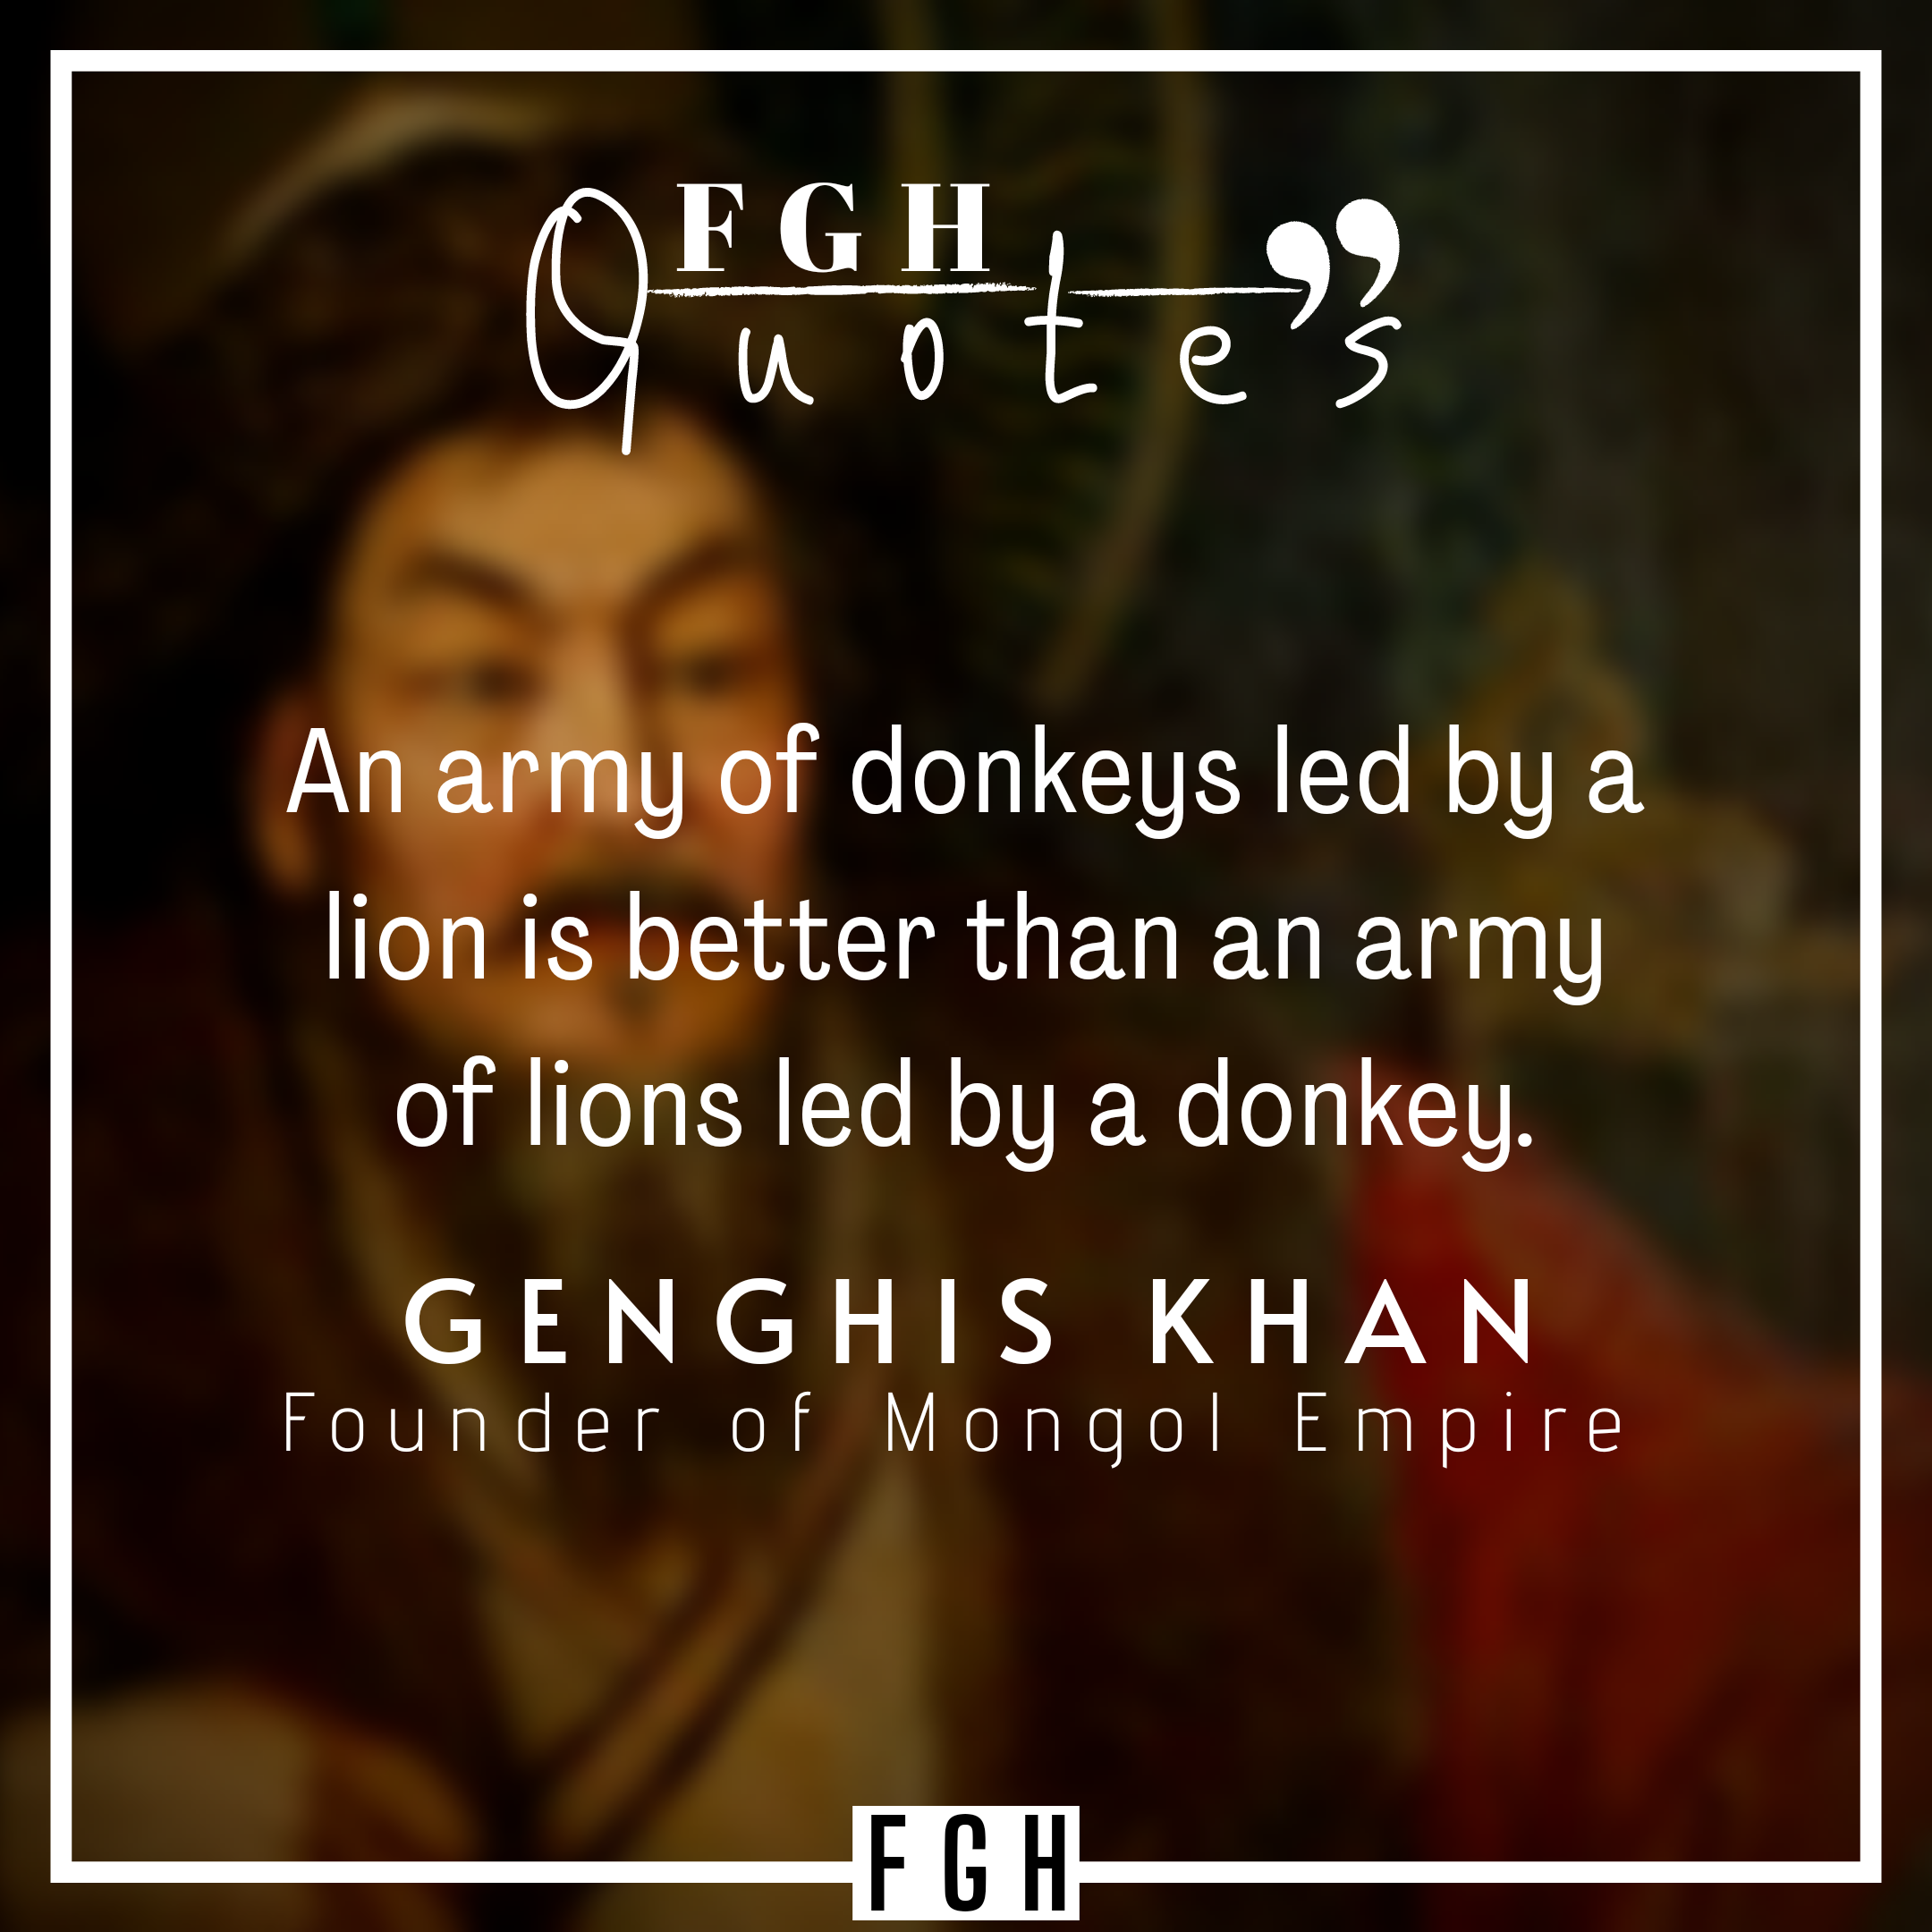 FGH
Quote's
An army of donkeys led by a
lion is better than an army
of lions led by a donkey.
GENGHIS KHAN
Founder of Mongol Empire
FGH